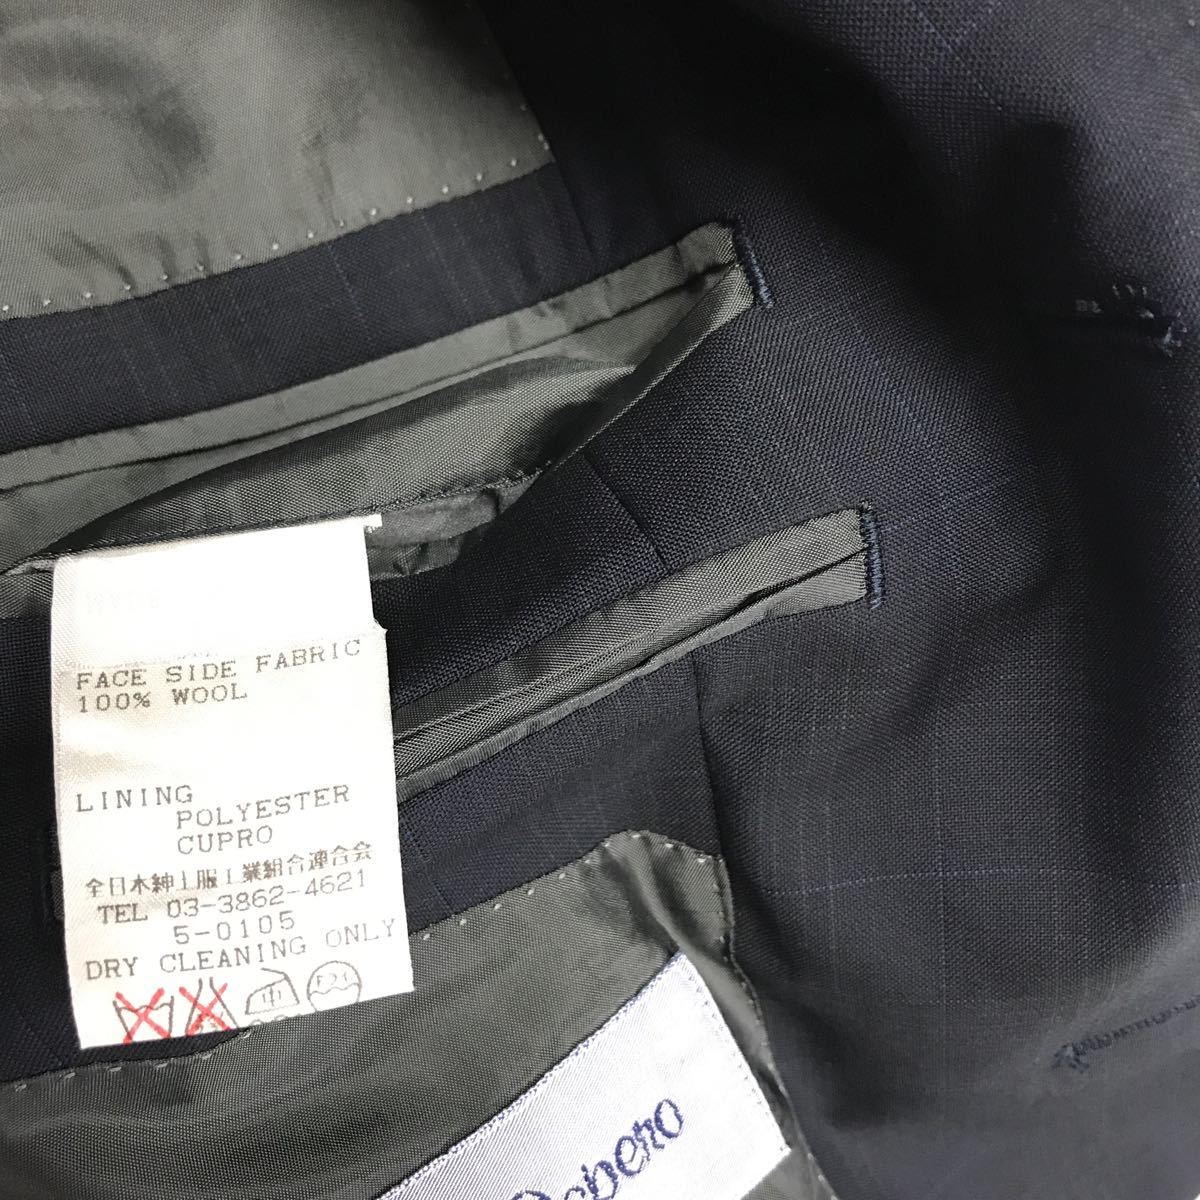 FACE SIDE FABRIC
100% WOOL
LINING
POLYESTER
CUPRO
全日本紳士服工業組合連合会
TEL 03-3862-4621
5-0105
DRY CLEANING ONLY
中